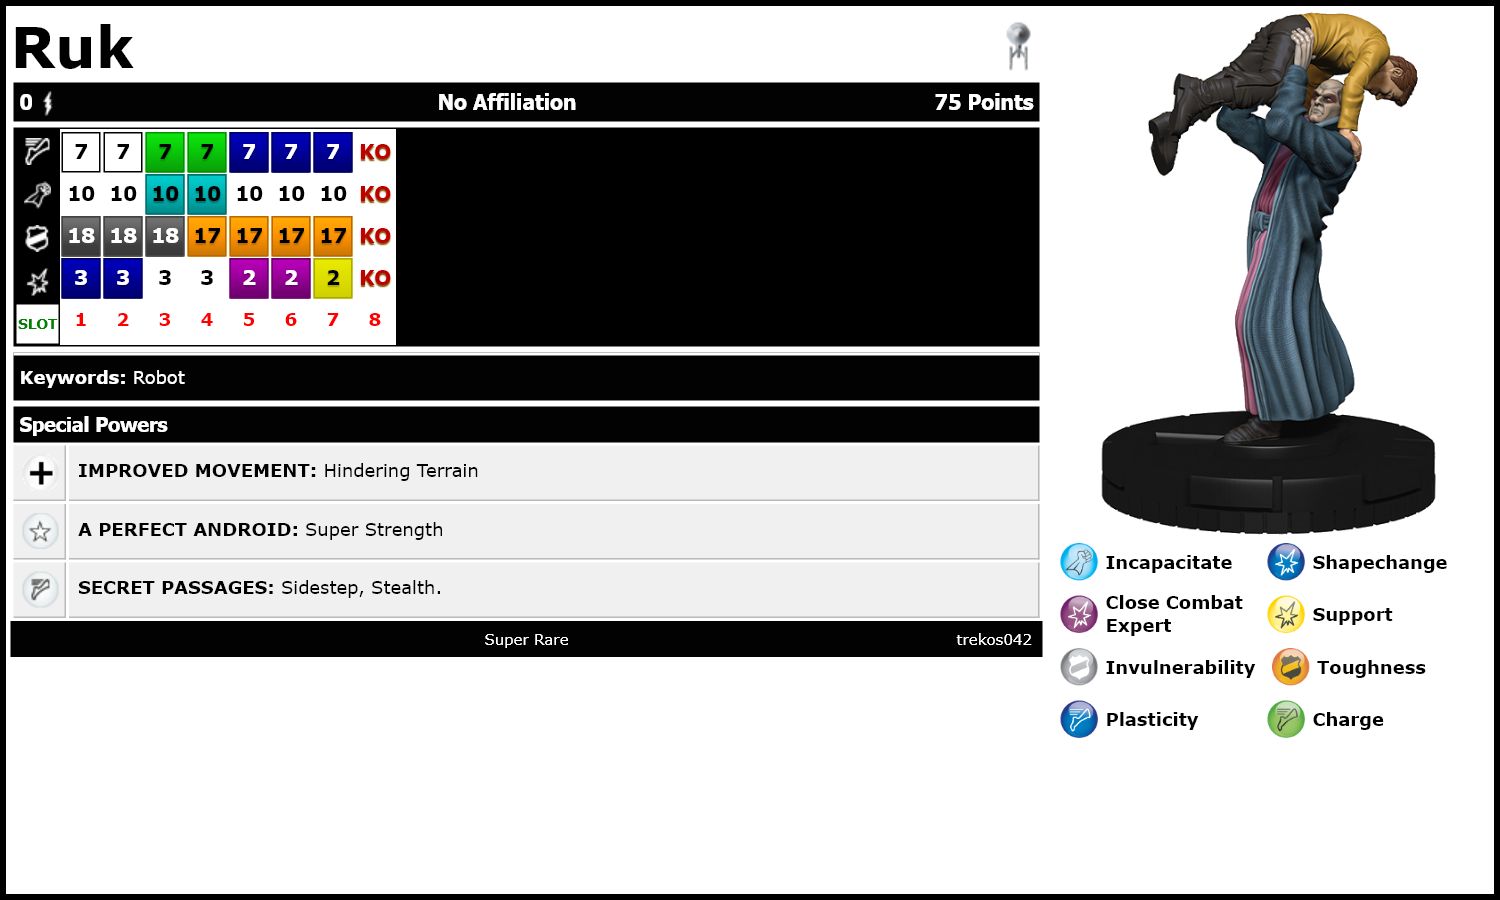 Ruk
0 No Affiliation 75 Points
7 7 7 7 7 7 7 KO
10 10 10 10 10 10 10 KO
18 18 18 17 17 17 17 KO
3 3 3 3 2 2 2 KO
SLOT 1 2 3 4 5 6 7 8
Keywords: Robot
Special Powers
IMPROVED MOVEMENT: Hindering Terrain
A PERFECT ANDROID: Super Strength
SECRET PASSAGES: Sidestep, Stealth.
Super Rare trekos042
Incapacitate Shapechange
Close Combat
Expert
Support
Invulnerability Toughness
Plasticity Charge